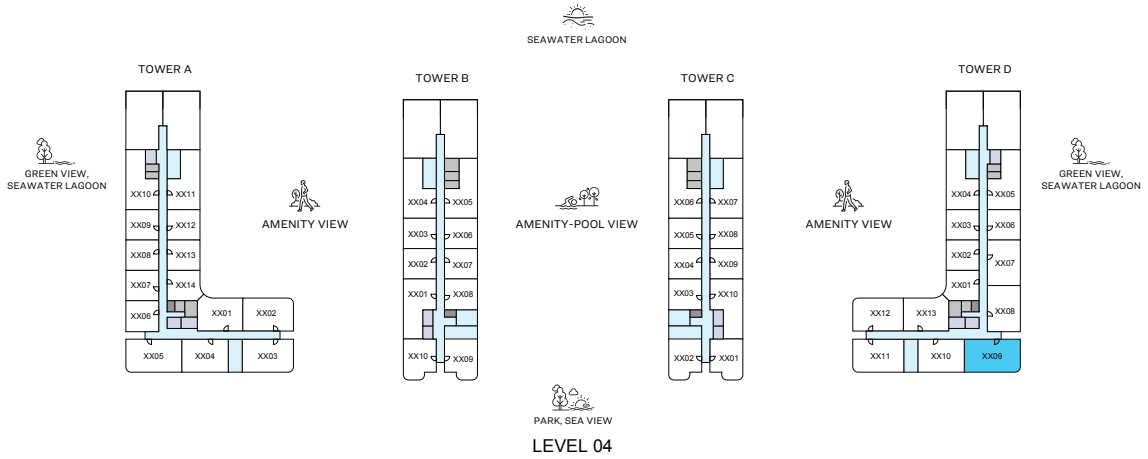 SEAWATER LAGOON
TOWER A
TOWER B
TOWER C
TOWER D
GREEN VIEW,
SEAWATER LAGOON
AMENITY VIEW
AMENITY-POOL VIEW
AMENITY VIEW
GREEN VIEW,
SEAWATER LAGOON
XX10 XX11
XX09 XX12
XX08 XX13
XX07 XX14
XX06 XX01 XX02
XX05 XX04 XX03
XX04 XX05
XX03 XX06
XX02 XX07
XX01 XX08
XX10 XX09
XX06 XX07
XX05 XX08
XX04 XX09
XX03 XX10
XX02 XX01
XX04 XX05
XX03 XX06
XX02 XX07
XX01
XX12 XX13 XX08
XX11 XX10 XX09
PARK, SEA VIEW
LEVEL 04